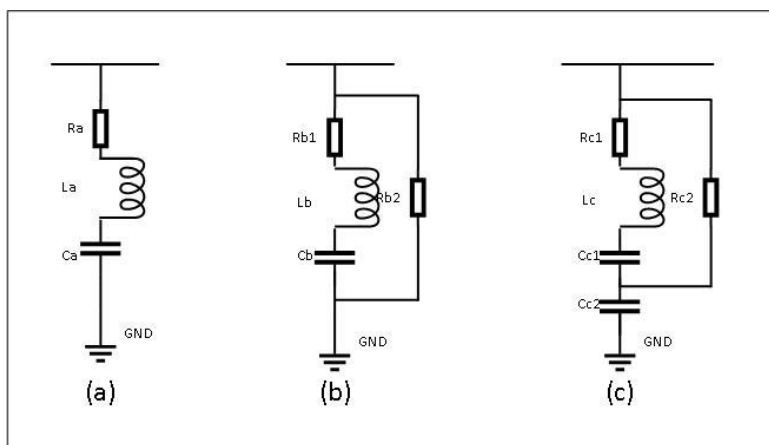 Ra
La
Ca
GND
(a)
Rb1
Lb
Rb2
Cb
GND
(b)
Rc1
Lc
Rc2
Cc1
Cc2
GND
(c)